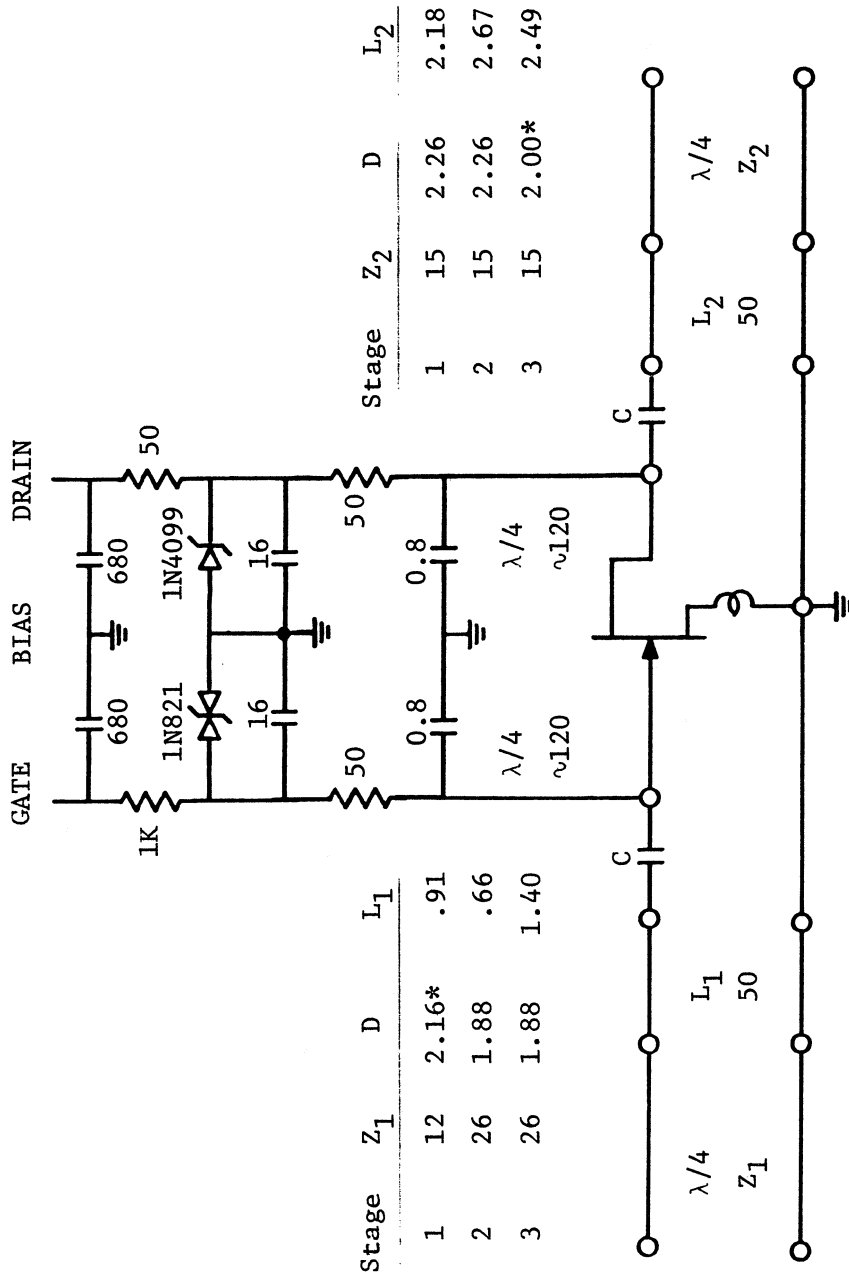 GATE BIAS DRAIN
680 680
1K 50
1N821 1N4099
16 16
50 50
0.8 0.8
λ/4 λ/4
~120 ~120
Stage Z₁ D L₁
1 12 2.16* .91
2 26 1.88 .66
3 26 1.88 1.40
Stage Z₂ D L₂
1 15 2.26 2.18
2 15 2.26 2.67
3 15 2.00* 2.49
C C
λ/4 L₁ L₂ λ/4
Z₁ 50 50 Z₂